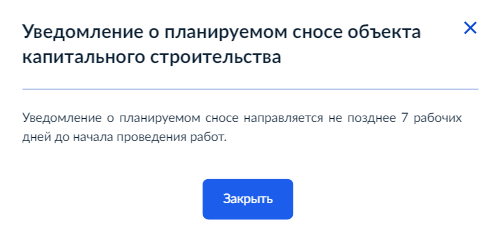 Уведомление о планируемом сносе объекта
капитального строительства
Уведомление о планируемом сносе направляется не позднее 7 рабочих
дней до начала проведения работ.
Закрыть